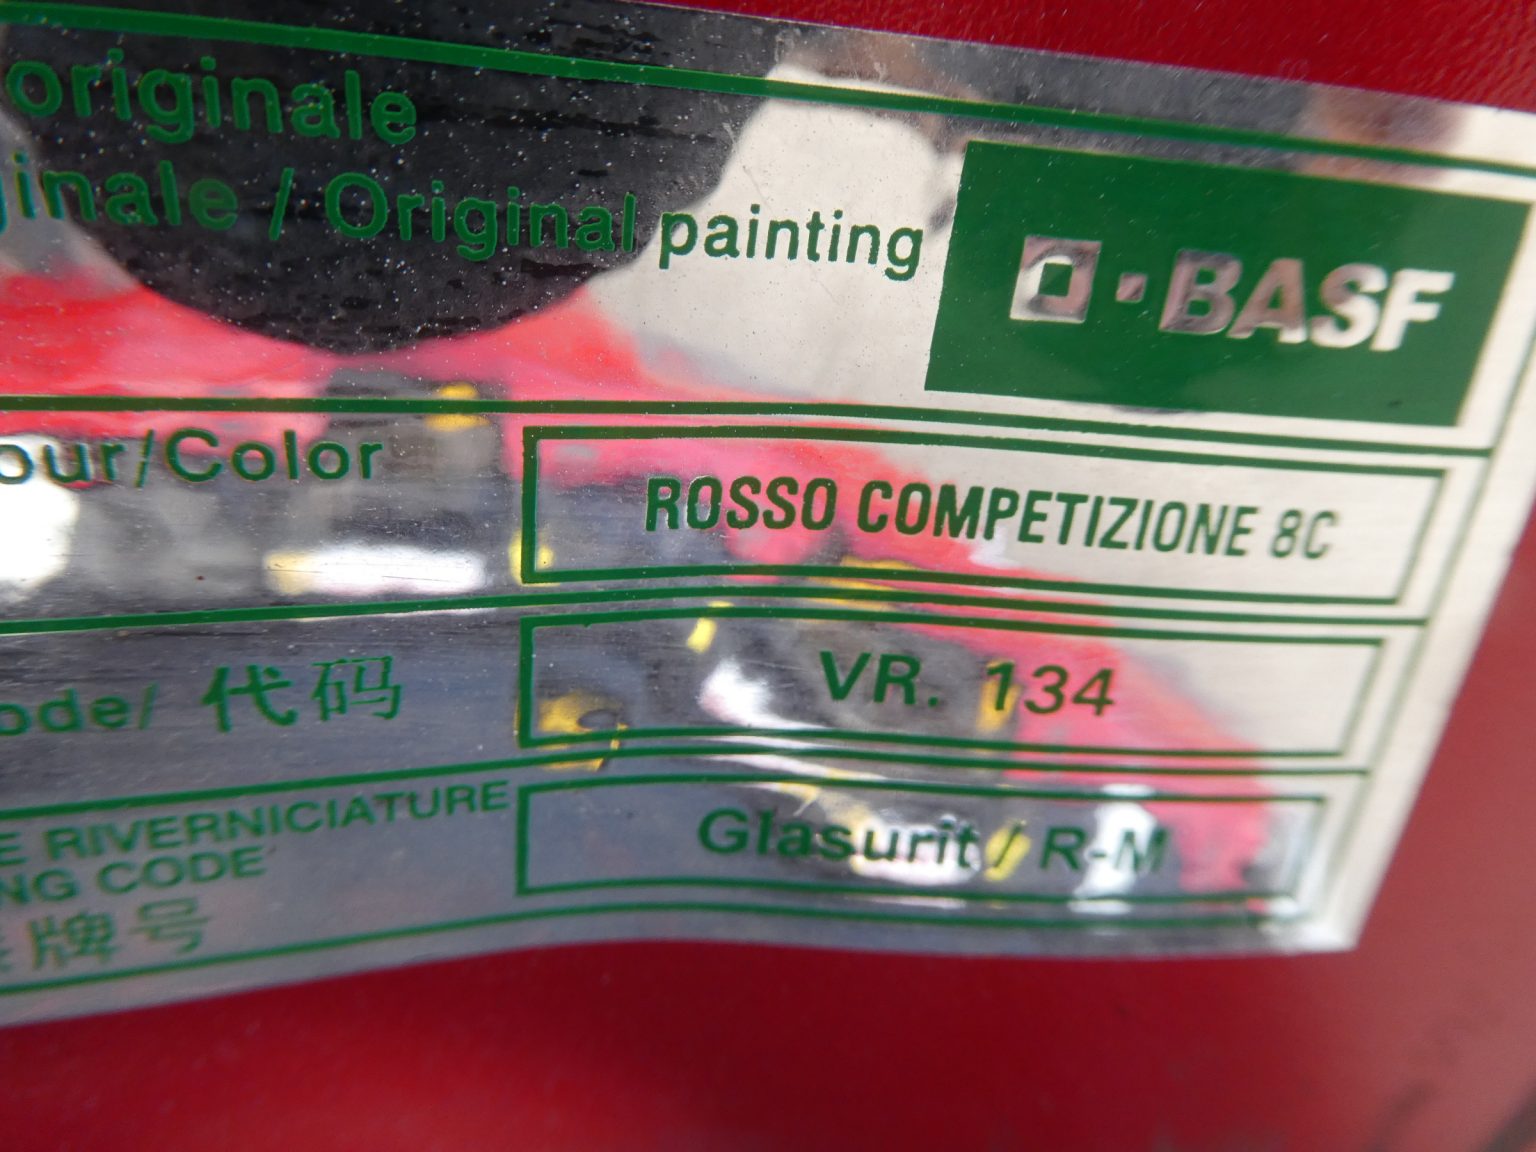 originale
ginale / Original painting
BASF
our/Color
ROSSO COMPETIZIONE 8C
ode/ 代码
VR. 134
E RIVERNICIATURE
NG CODE
牌号
Glasurit / R-M